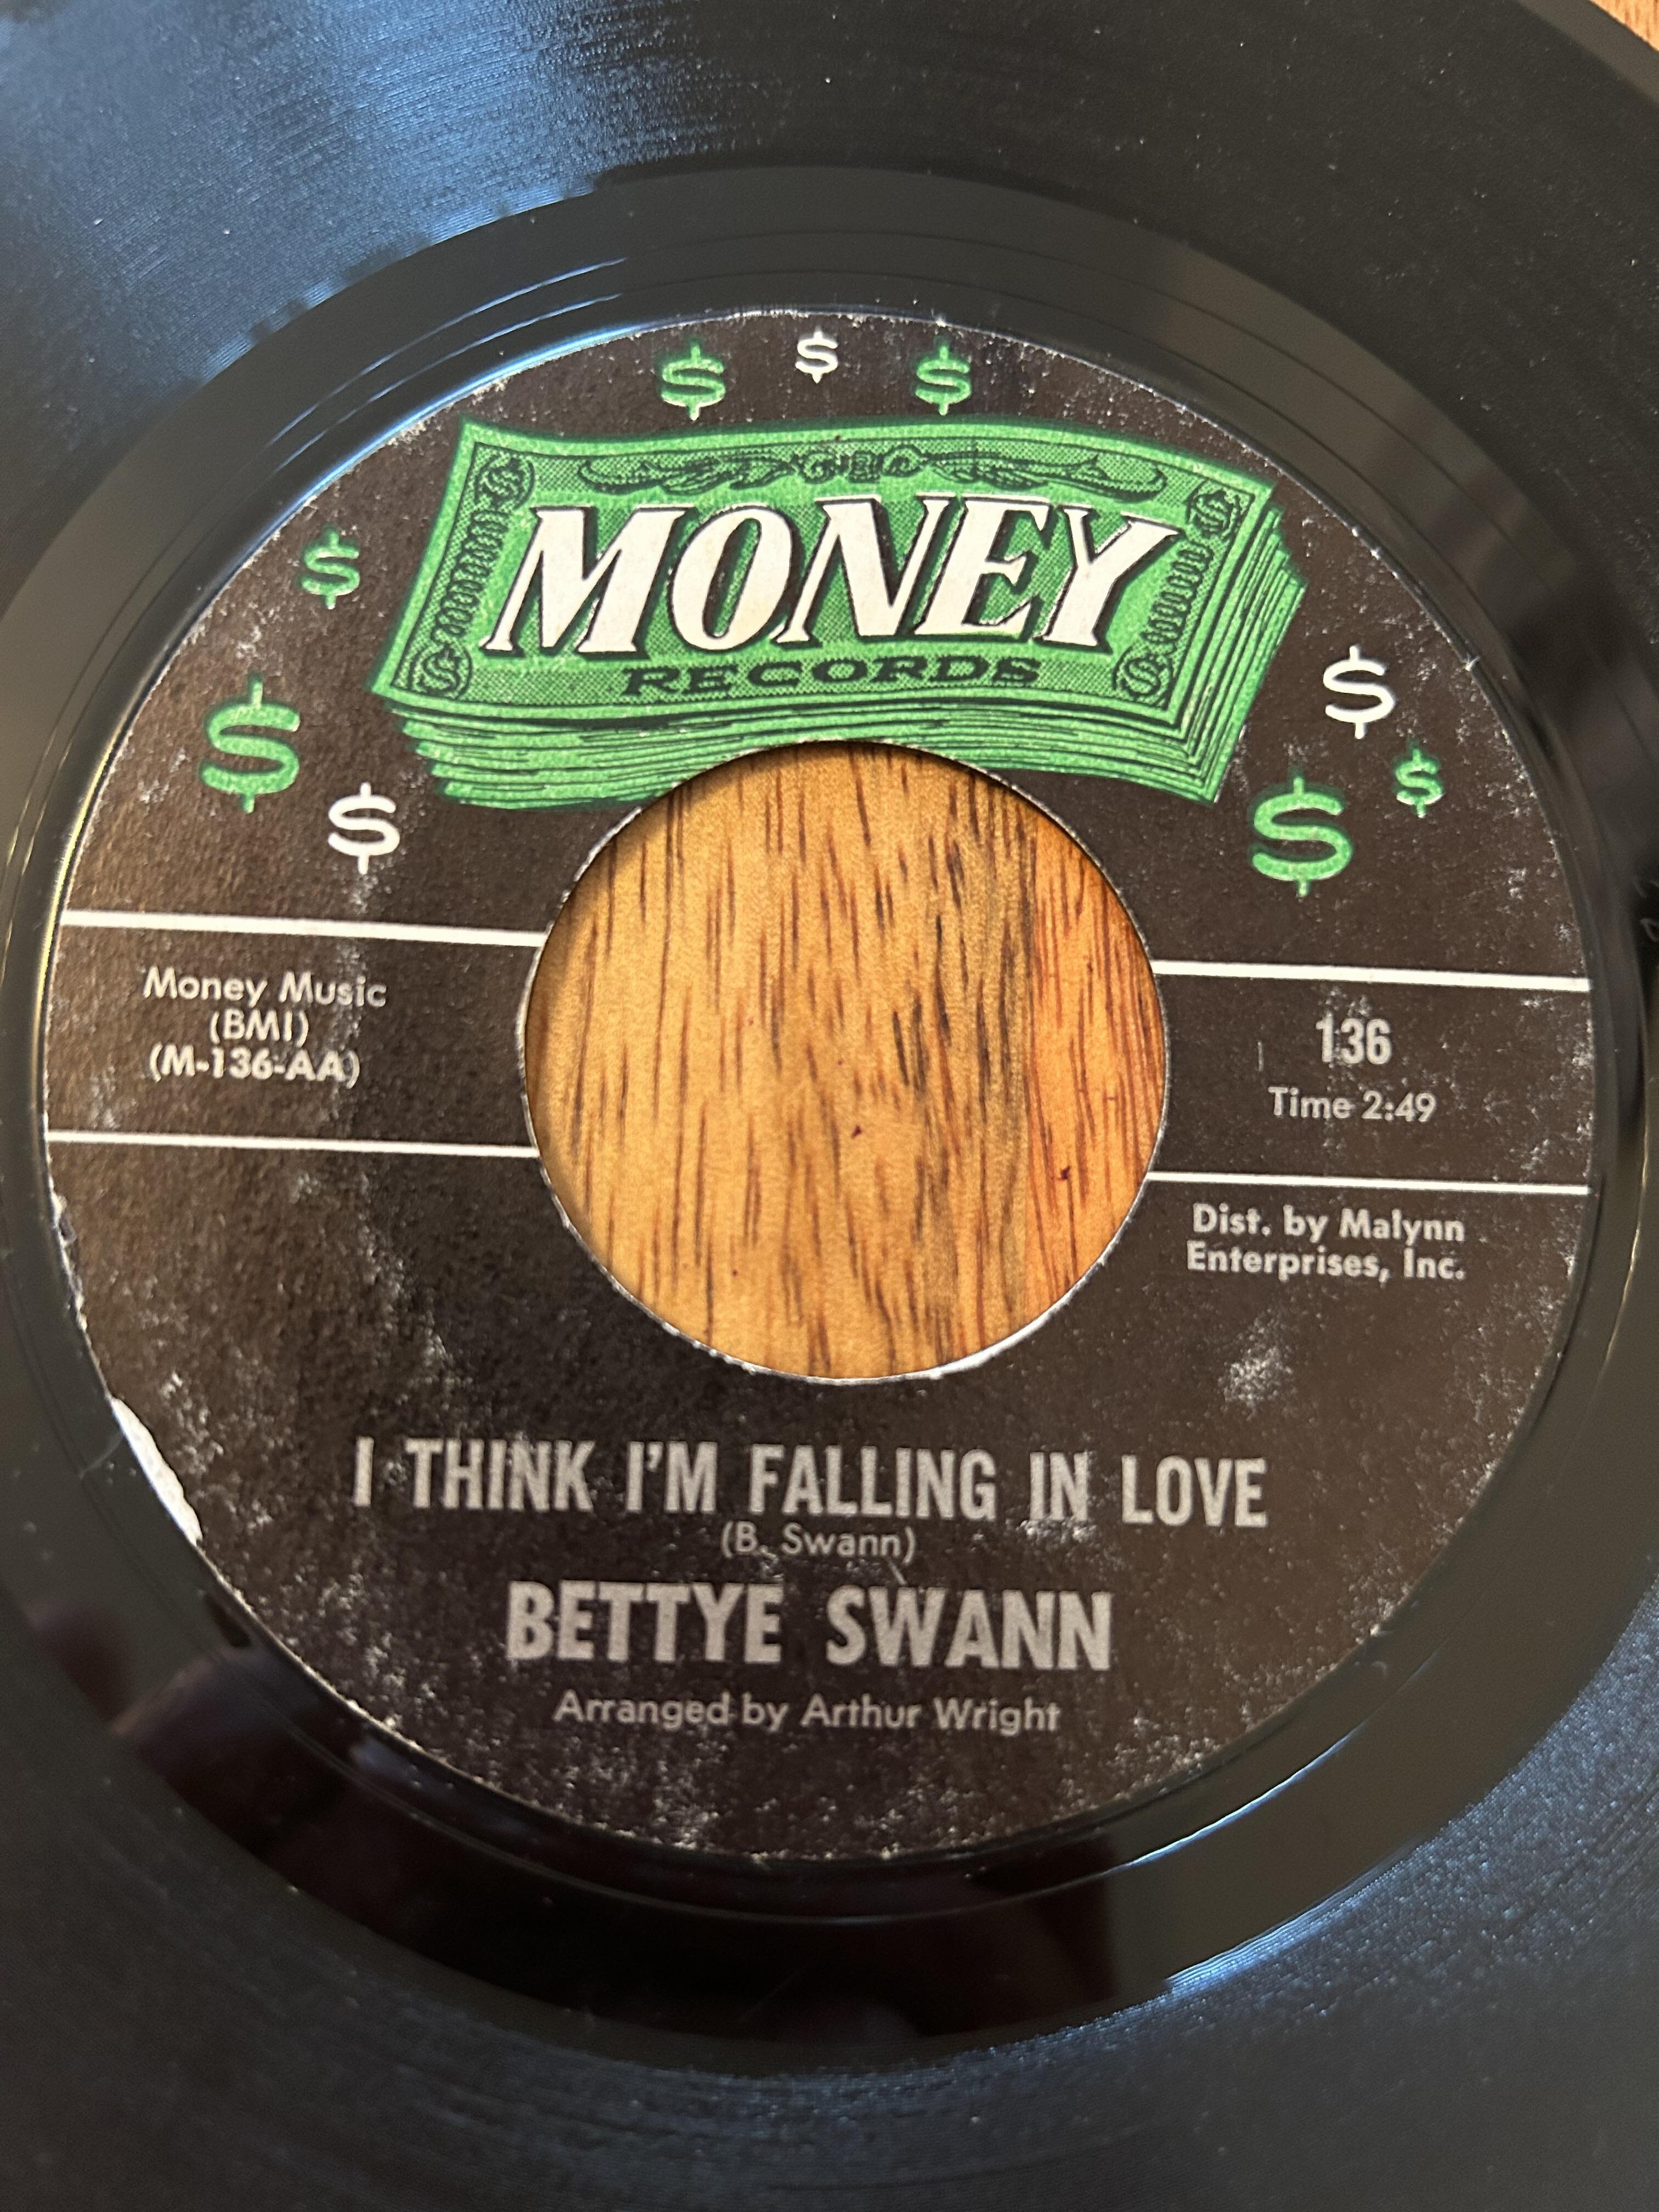 $ $ $
MONEY
RECORDS
$ $
$ $
$ $
Money Music
(BMI)
(M-136-AA)
136
Time 2:49
Dist. by Malynn
Enterprises, Inc.
I THINK I'M FALLING IN LOVE
(B. Swann)
BETTYE SWANN
Arranged by Arthur Wright